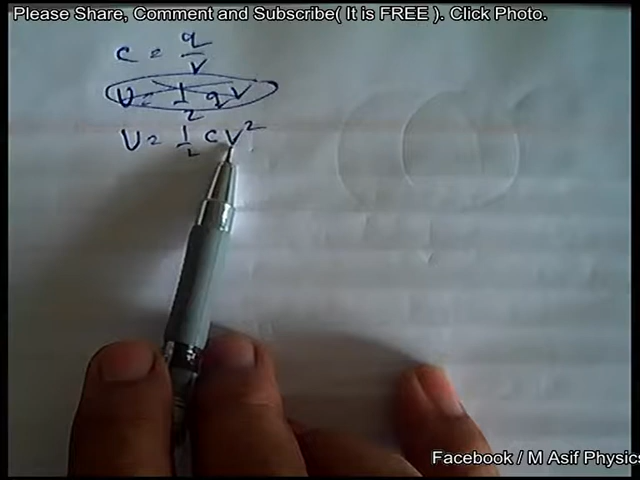 Please Share, Comment and Subscribe( It is FREE ). Click Photo.
c = q/v
U = 1/2 qV
U = 1/2 cV²
Facebook / M Asif Physics